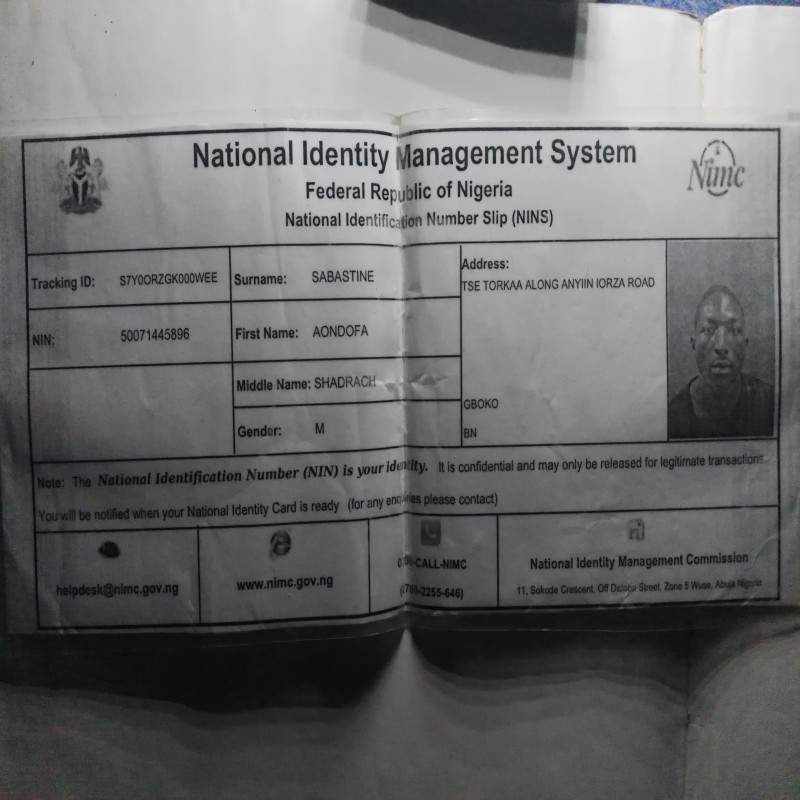 National Identity Management System
Federal Republic of Nigeria
National Identification Number Slip (NINS)
Nimc
Tracking ID: S7Y0ORZGK000WEE
Surname: SABASTINE
Address:
TSE TORKAA ALONG ANYIIN IORZA ROAD
NIN: 50071445896
First Name: AONDOFA
Middle Name: SHADRACH
GBOKO
Gender: M
BN
Note: The National Identification Number (NIN) is your identity. It is confidential and may only be released for legitimate transactions.
You will be notified when your National Identity Card is ready (for any enquiries please contact)
helpdesk@nimc.gov.ng
www.nimc.gov.ng
-CALL-NIMC
-2255-646)
National Identity Management Commission
11, Sokode Crescent, Off Dalaba Street, Zone 5 Wuse, Abuja Nigeria